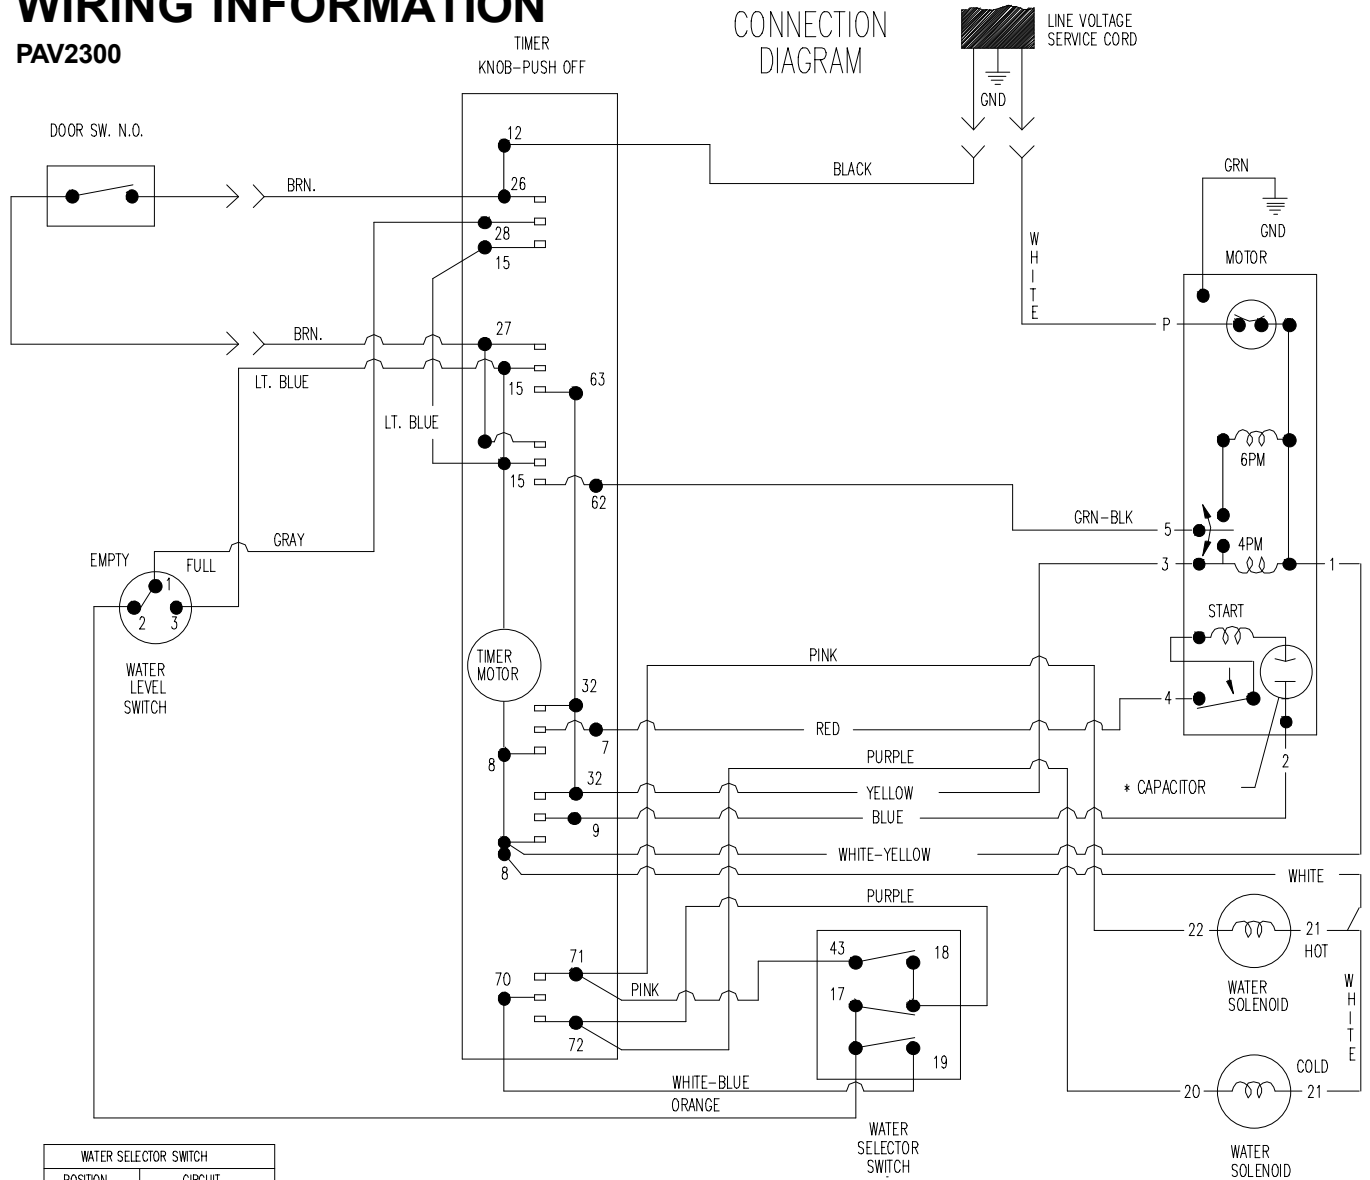 WIRING INFORMATION
PAV2300
TIMER
KNOB-PUSH OFF
CONNECTION
DIAGRAM
LINE VOLTAGE
SERVICE CORD
GND
DOOR SW. N.O.
12
BLACK
BRN.
26
28
15
GRN
GND
MOTOR
WHITE
P
BRN.
27
LT. BLUE
15
63
LT. BLUE
6PM
15
62
GRN-BLK
5
4PM
3
1
GRAY
EMPTY
FULL
1
2
3
WATER
LEVEL
SWITCH
START
TIMER
MOTOR
PINK
32
4
7
RED
8
PURPLE
2
32
YELLOW
* CAPACITOR
BLUE
9
WHITE-YELLOW
8
WHITE
PURPLE
22
21
HOT
WATER
SOLENOID
WHITE
43
18
71
70
PINK
17
72
19
COLD
20
21
WHITE-BLUE
ORANGE
WATER
SELECTOR
SWITCH
WATER
SOLENOID
WATER SELECTOR SWITCH
POSITION
CIRCUIT